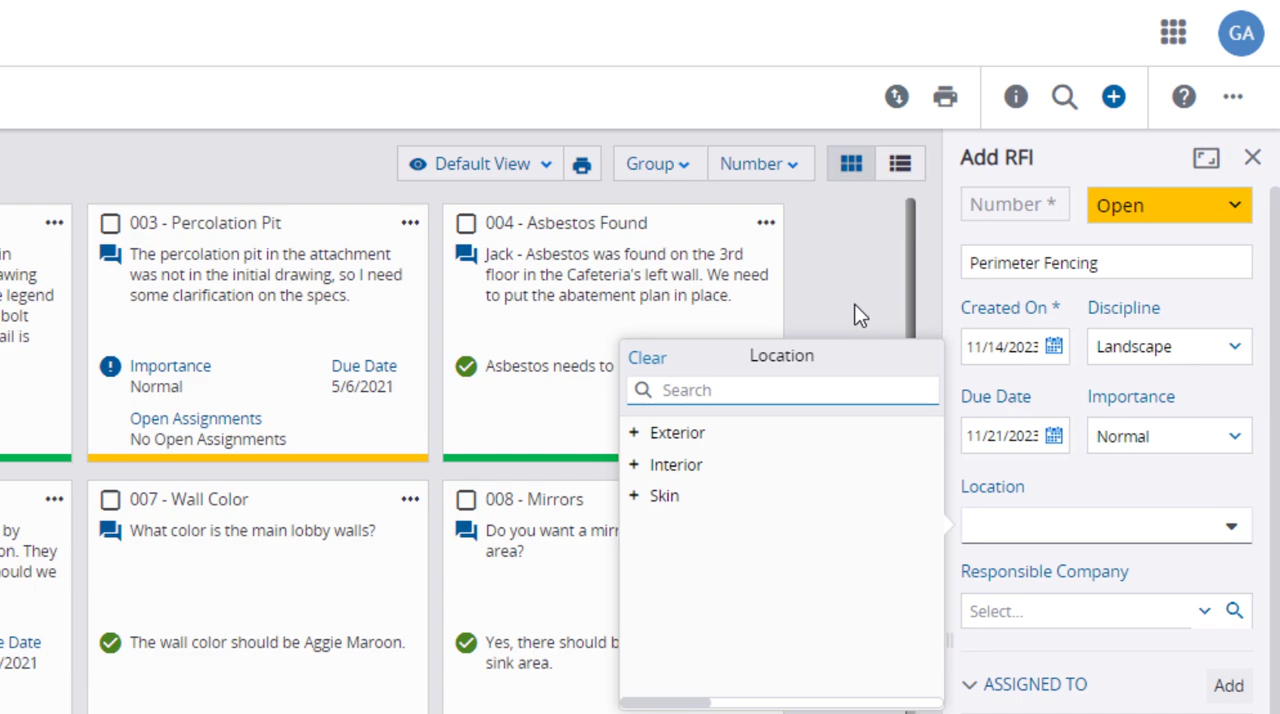 GA
Default View
Group
Number
in
awing
e legend
bolt
ail is
003 - Percolation Pit
The percolation pit in the attachment
was not in the initial drawing, so I need
some clarification on the specs.
Importance
Normal
Due Date
5/6/2021
Open Assignments
No Open Assignments
004 - Asbestos Found
Jack - Asbestos was found on the 3rd
floor in the Cafeteria's left wall. We need
to put the abatement plan in place.
Asbestos needs to
by
on. They
ould we
e Date
/2021
007 - Wall Color
What color is the main lobby walls?
The wall color should be Aggie Maroon.
008 - Mirrors
Do you want a mirr
area?
Yes, there should b
sink area.
Clear
Location
Search
+ Exterior
+ Interior
+ Skin
Add RFI
Number *
Open
Perimeter Fencing
Created On *
Discipline
11/14/2023
Landscape
Due Date
Importance
11/21/2023
Normal
Location
Responsible Company
Select...
ASSIGNED TO
Add